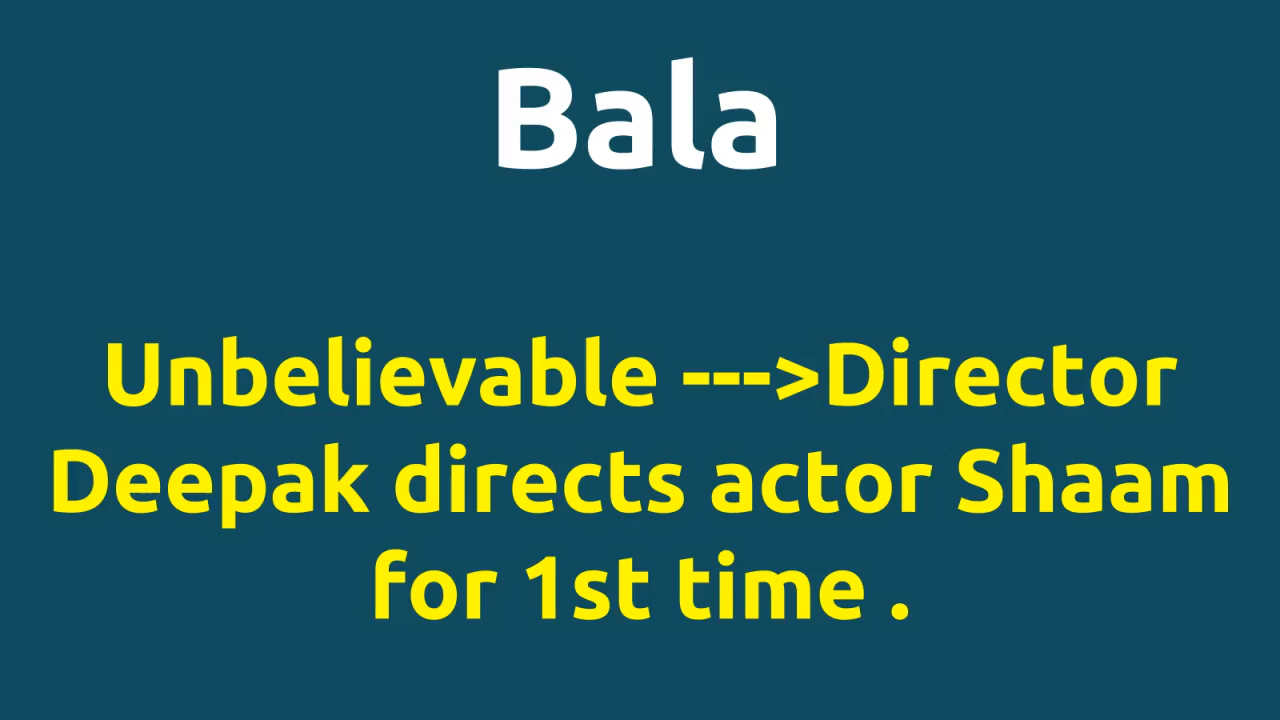 Bala
Unbelievable --->Director
Deepak directs actor Shaam
for 1st time .